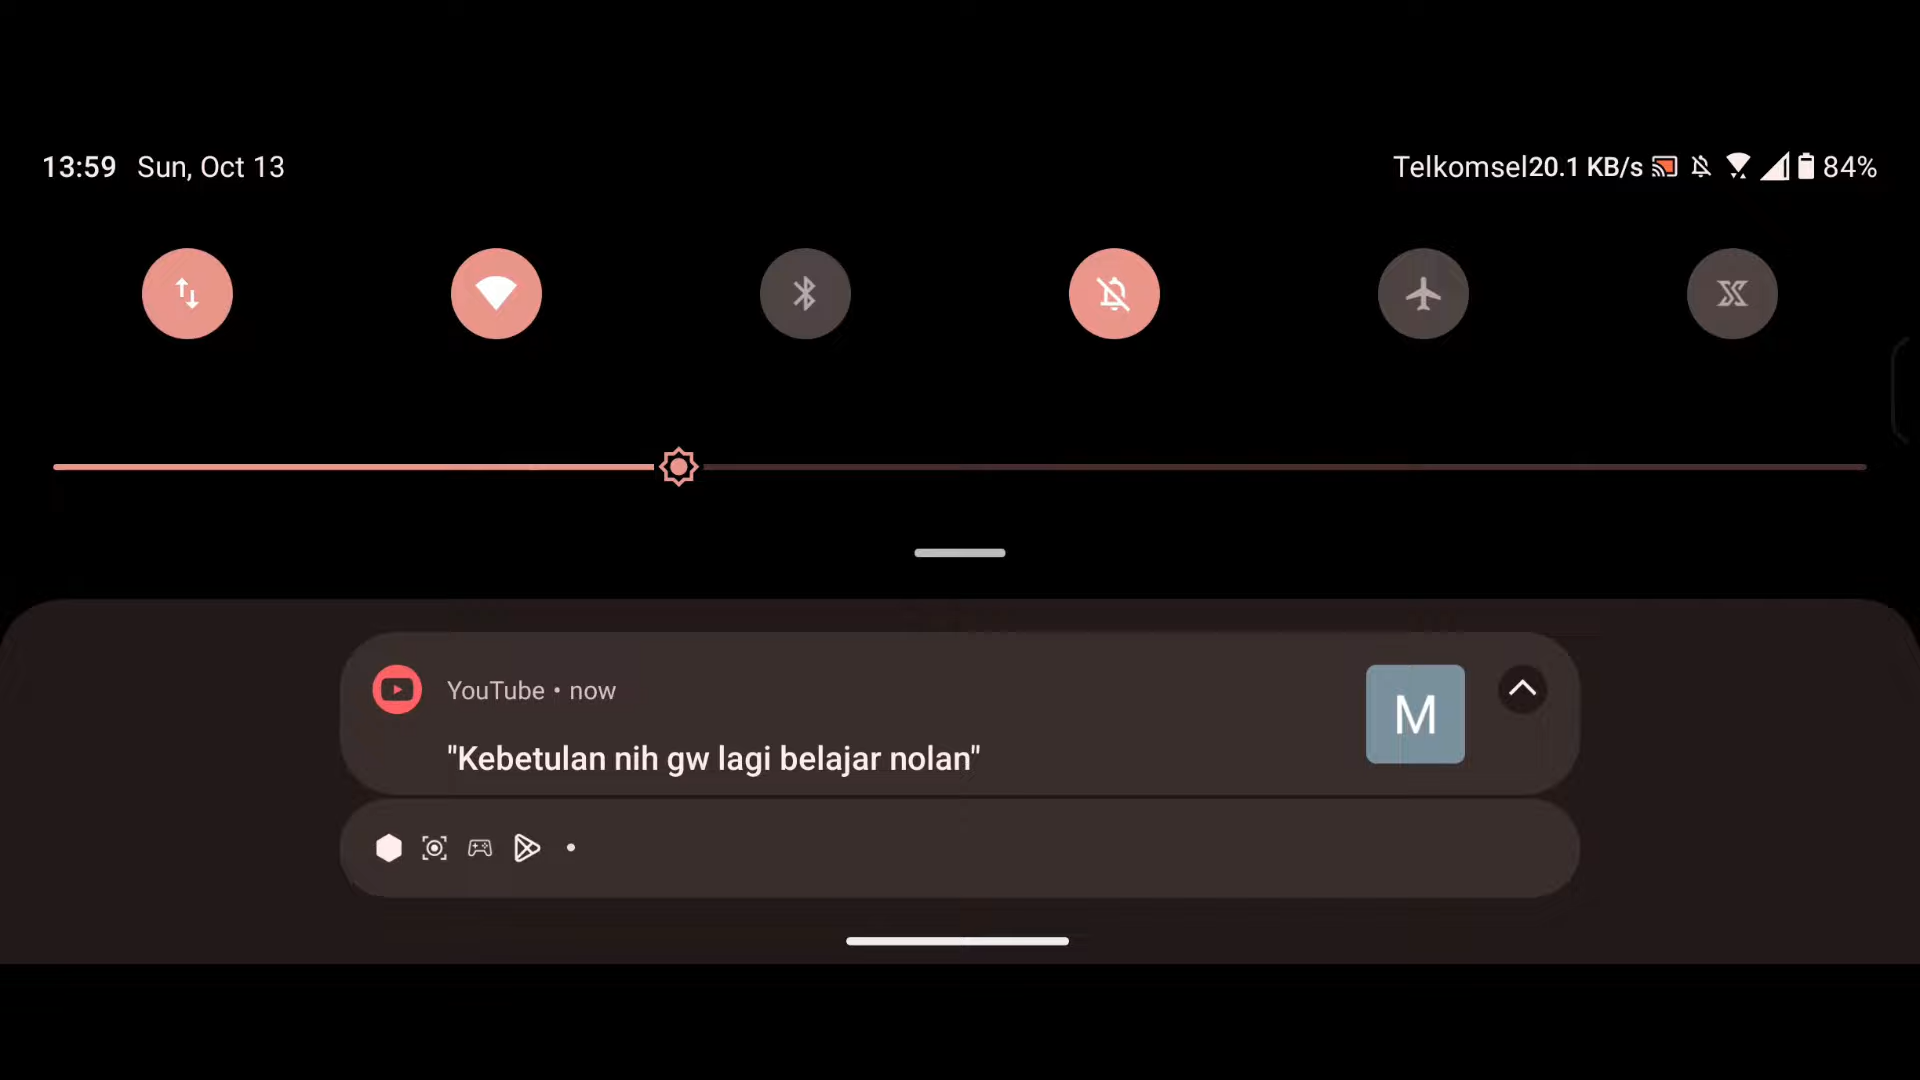 13:59 Sun, Oct 13
Telkomsel20.1 KB/s 84%
YouTube • now
M
"Kebetulan nih gw lagi belajar nolan"